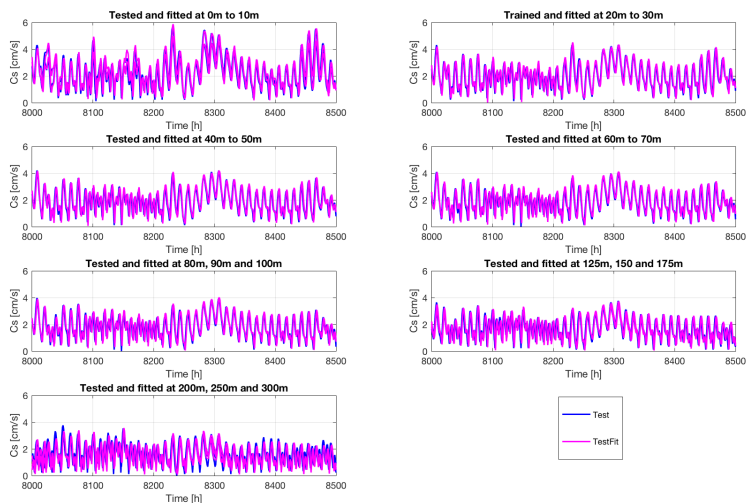 Tested and fitted at 0m to 10m
Cs [cm/s]
6
4
2
0
8000 8100 8200 8300 8400 8500
Time [h]
Trained and fitted at 20m to 30m
Cs [cm/s]
6
4
2
0
8000 8100 8200 8300 8400 8500
Time [h]
Tested and fitted at 40m to 50m
Cs [cm/s]
6
4
2
0
8000 8100 8200 8300 8400 8500
Time [h]
Tested and fitted at 60m to 70m
Cs [cm/s]
6
4
2
0
8000 8100 8200 8300 8400 8500
Time [h]
Tested and fitted at 80m, 90m and 100m
Cs [cm/s]
6
4
2
0
8000 8100 8200 8300 8400 8500
Time [h]
Tested and fitted at 125m, 150 and 175m
Cs [cm/s]
6
4
2
0
8000 8100 8200 8300 8400 8500
Time [h]
Tested and fitted at 200m, 250m and 300m
Cs [cm/s]
6
4
2
0
8000 8100 8200 8300 8400 8500
Time [h]
Test
TestFit